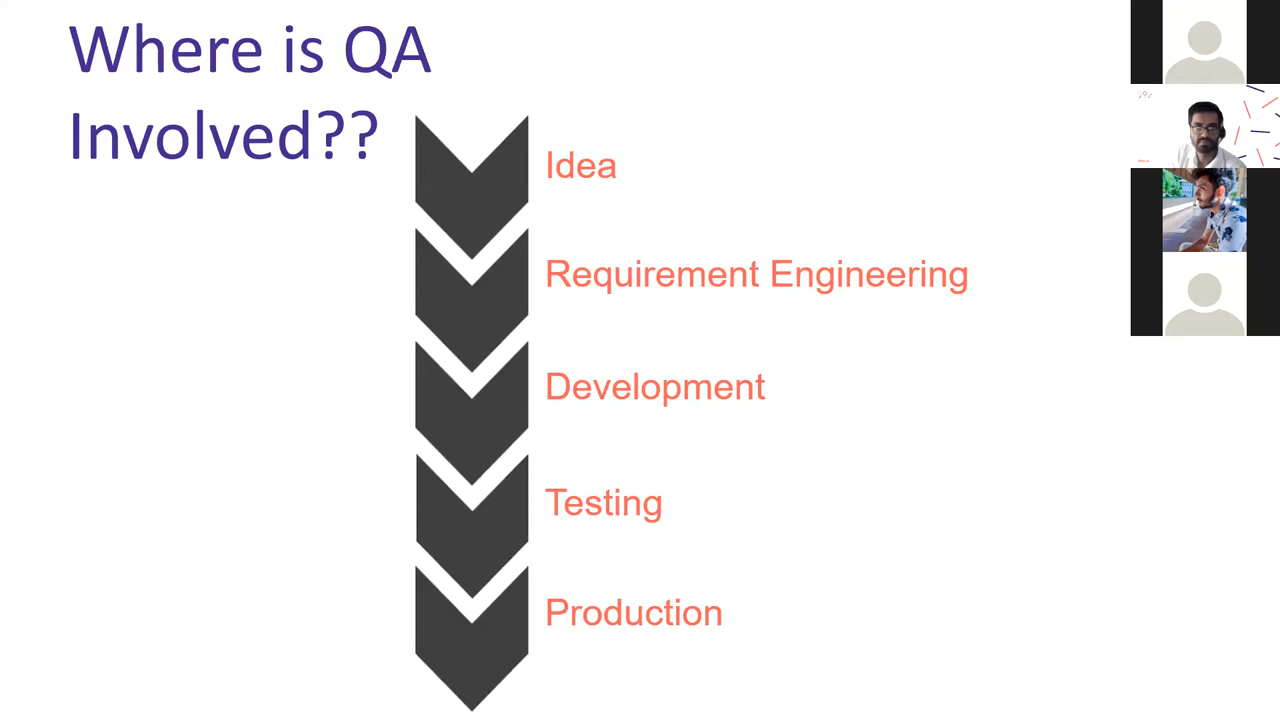 Where is QA
Involved??
Idea
Requirement Engineering
Development
Testing
Production